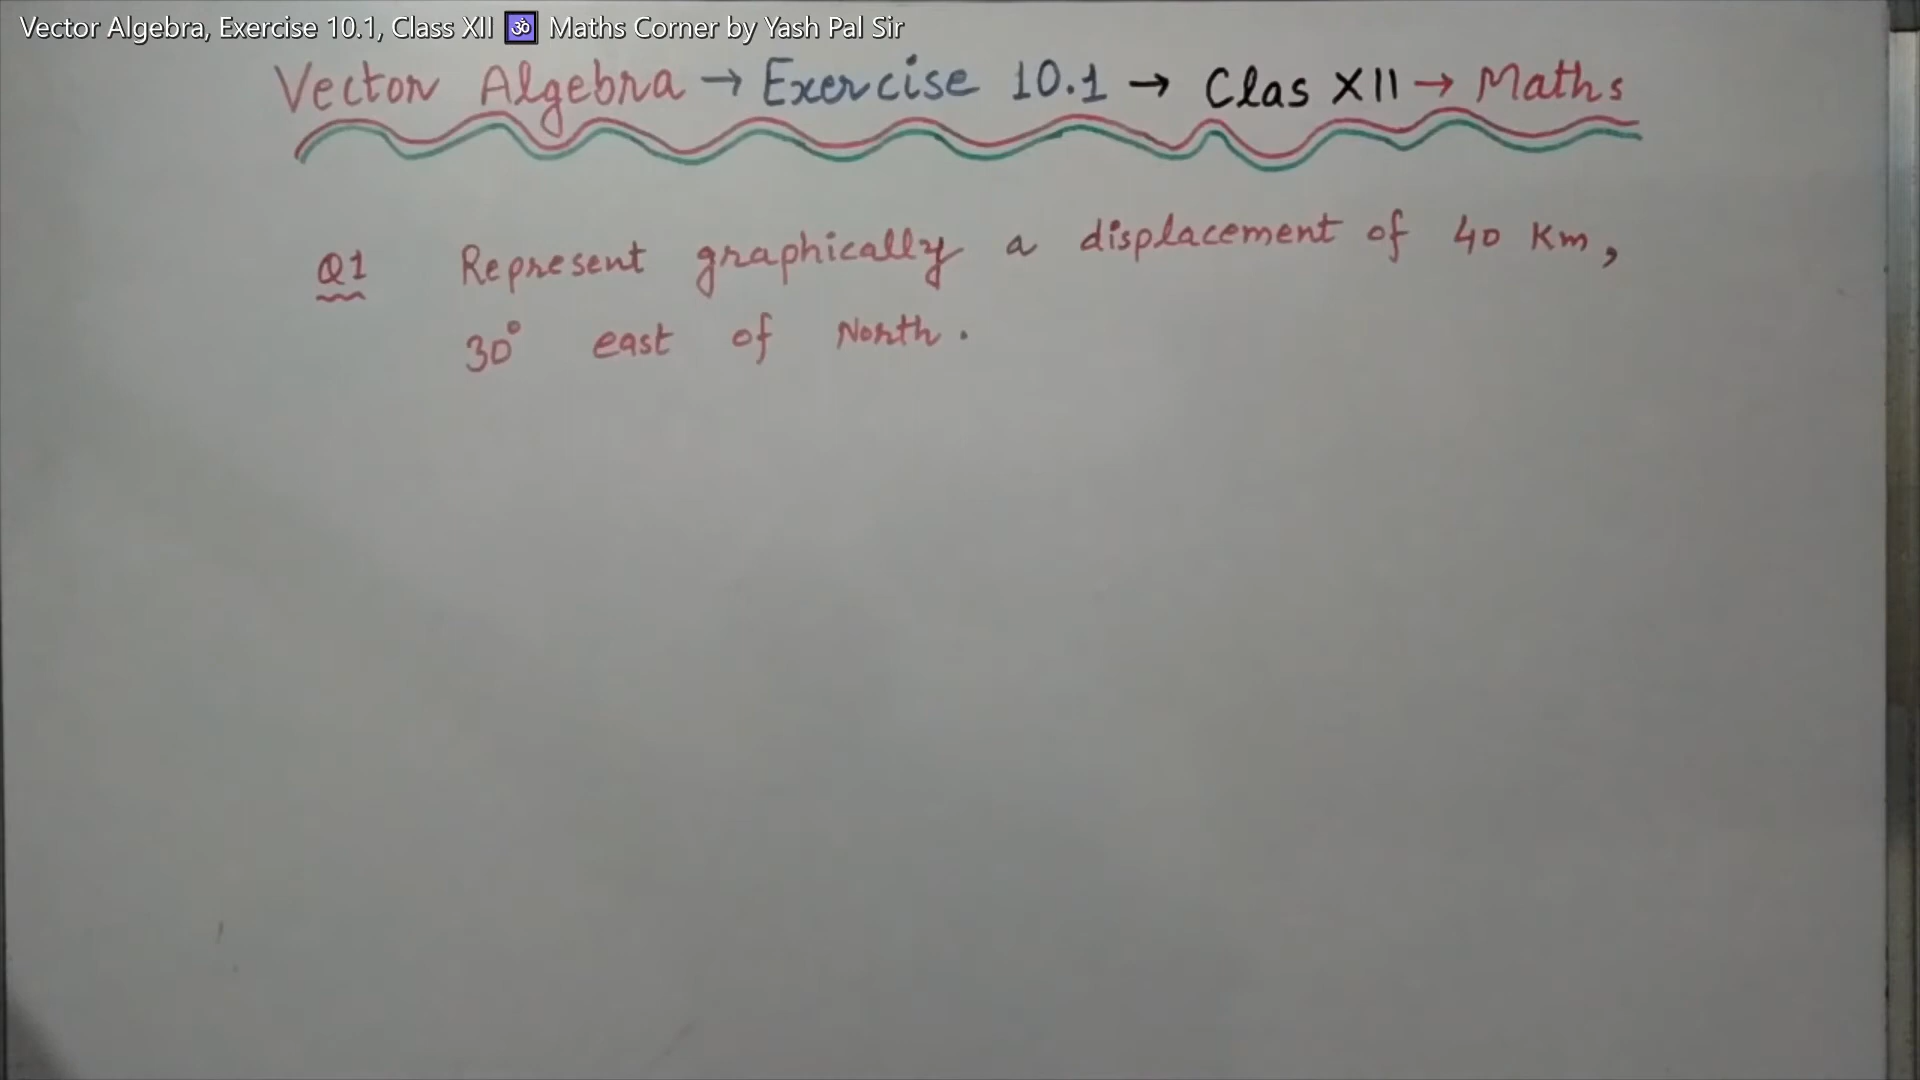 Vector Algebra, Exercise 10.1, Class XII 🕉 Maths Corner by Yash Pal Sir
Vector Algebra → Exercise 10.1 → Clas XII → Maths
Q1 Represent graphically a displacement of 40 Km,
30° east of North.